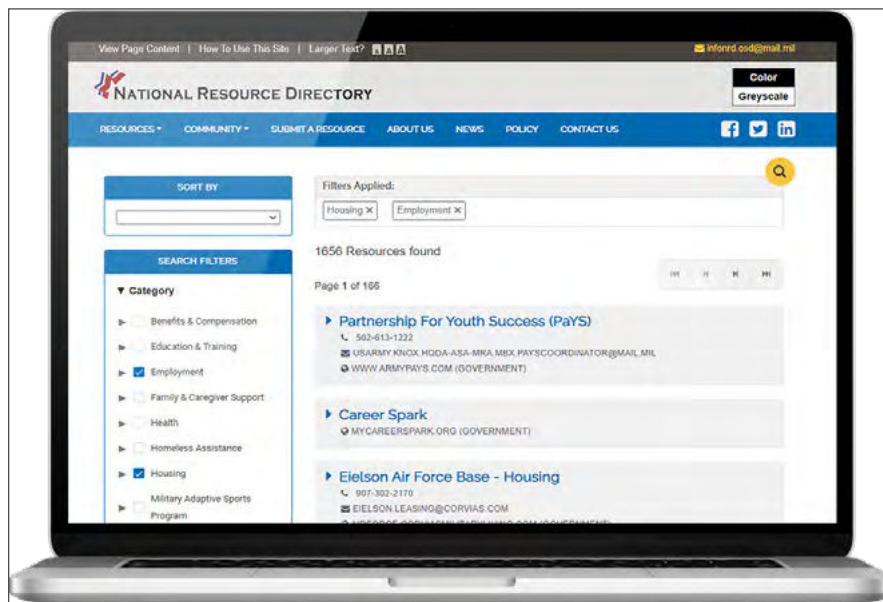 View Page Content | How To Use This Site | Larger Text? A A A
infonrd.osd@mail.mil
NATIONAL RESOURCE DIRECTORY
Color
Greyscale
RESOURCES COMMUNITY SUBMIT A RESOURCE ABOUT US NEWS POLICY CONTACT US
SORT BY
SEARCH FILTERS
Category
Benefits & Compensation
Education & Training
Employment
Family & Caregiver Support
Health
Homeless Assistance
Housing
Military Adaptive Sports
Program
Filters Applied:
Housing X Employment X
1656 Resources found
Page 1 of 166
Partnership For Youth Success (PaYS)
502-613-1222
USARMY.KNOX.HQDA-ASA-MRA.MBX.PAYSCOORDINATOR@MAIL.MIL
WWW.ARMYPAYS.COM (GOVERNMENT)
Career Spark
MYCAREERSPARK.ORG (GOVERNMENT)
Eielson Air Force Base - Housing
907-302-2170
EIELSON.LEASING@CORVIAS.COM